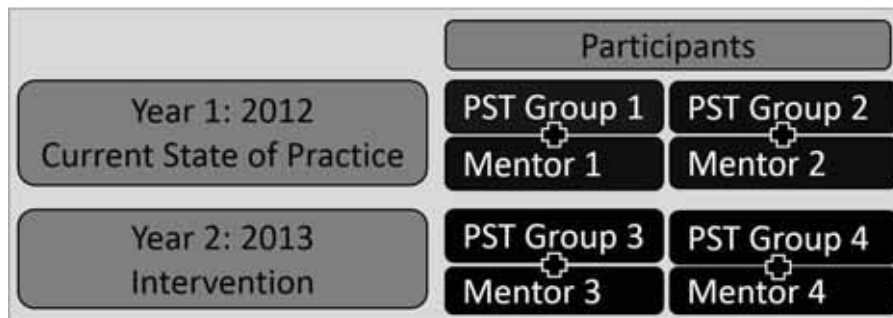 Participants
Year 1: 2012
Current State of Practice
PST Group 1
Mentor 1
PST Group 2
Mentor 2
Year 2: 2013
Intervention
PST Group 3
Mentor 3
PST Group 4
Mentor 4